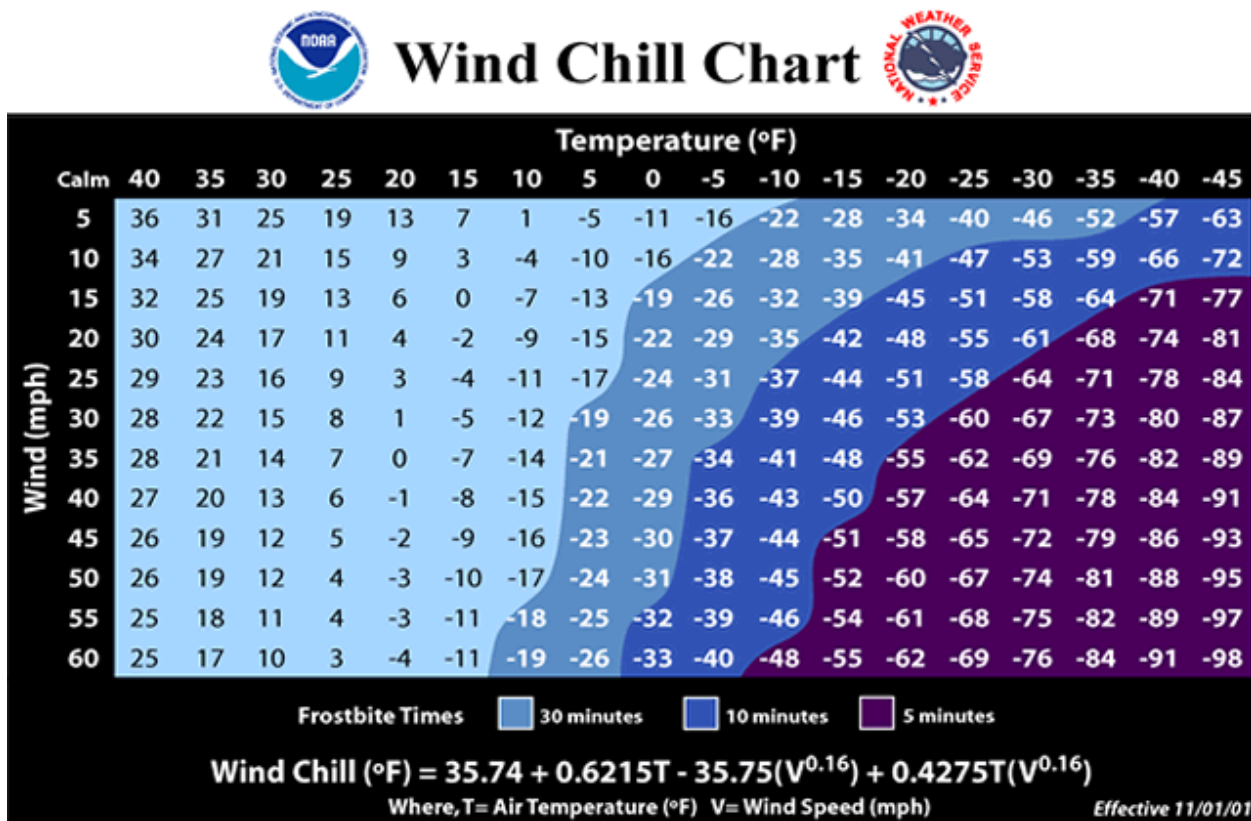 NOAA
NATIONAL OCEANIC AND ATMOSPHERIC ADMINISTRATION
U.S. DEPARTMENT OF COMMERCE
Wind Chill Chart
NATIONAL WEATHER SERVICE
Temperature (ºF)
Calm 40 35 30 25 20 15 10 5 0 -5 -10 -15 -20 -25 -30 -35 -40 -45
Wind (mph)
5 36 31 25 19 13 7 1 -5 -11 -16 -22 -28 -34 -40 -46 -52 -57 -63
10 34 27 21 15 9 3 -4 -10 -16 -22 -28 -35 -41 -47 -53 -59 -66 -72
15 32 25 19 13 6 0 -7 -13 -19 -26 -32 -39 -45 -51 -58 -64 -71 -77
20 30 24 17 11 4 -2 -9 -15 -22 -29 -35 -42 -48 -55 -61 -68 -74 -81
25 29 23 16 9 3 -4 -11 -17 -24 -31 -37 -44 -51 -58 -64 -71 -78 -84
30 28 22 15 8 1 -5 -12 -19 -26 -33 -39 -46 -53 -60 -67 -73 -80 -87
35 28 21 14 7 0 -7 -14 -21 -27 -34 -41 -48 -55 -62 -69 -76 -82 -89
40 27 20 13 6 -1 -8 -15 -22 -29 -36 -43 -50 -57 -64 -71 -78 -84 -91
45 26 19 12 5 -2 -9 -16 -23 -30 -37 -44 -51 -58 -65 -72 -79 -86 -93
50 26 19 12 4 -3 -10 -17 -24 -31 -38 -45 -52 -60 -67 -74 -81 -88 -95
55 25 18 11 4 -3 -11 -18 -25 -32 -39 -46 -54 -61 -68 -75 -82 -89 -97
60 25 17 10 3 -4 -11 -19 -26 -33 -40 -48 -55 -62 -69 -76 -84 -91 -98
Frostbite Times 30 minutes 10 minutes 5 minutes
Wind Chill (ºF) = 35.74 + 0.6215T - 35.75(V^0.16) + 0.4275T(V^0.16)
Where, T= Air Temperature (ºF) V= Wind Speed (mph)
Effective 11/01/01